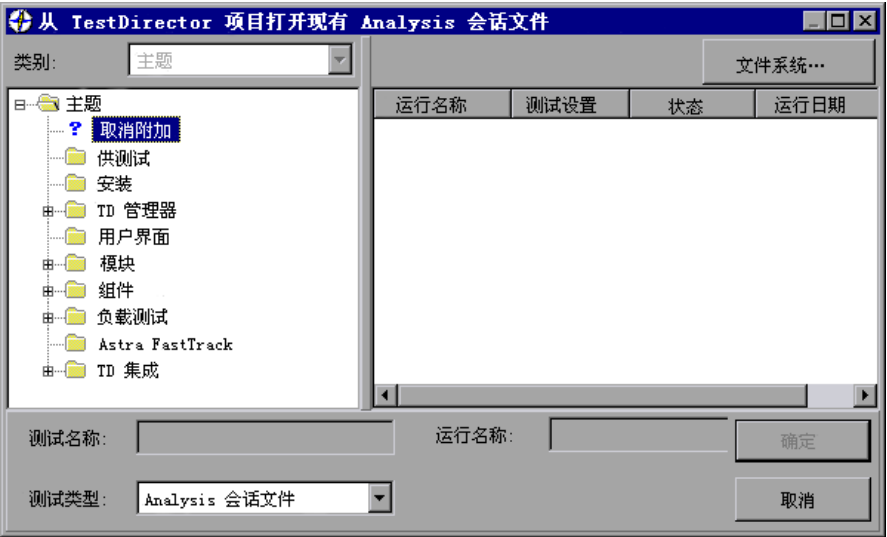 从 TestDirector 项目打开现有 Analysis 会话文件
类别: 主题
文件系统…
主题
? 取消附加
供测试
安装
TD 管理器
用户界面
模块
组件
负载测试
Astra FastTrack
TD 集成
运行名称 测试设置 状态 运行日期
测试名称: 运行名称: 确定
测试类型: Analysis 会话文件 取消